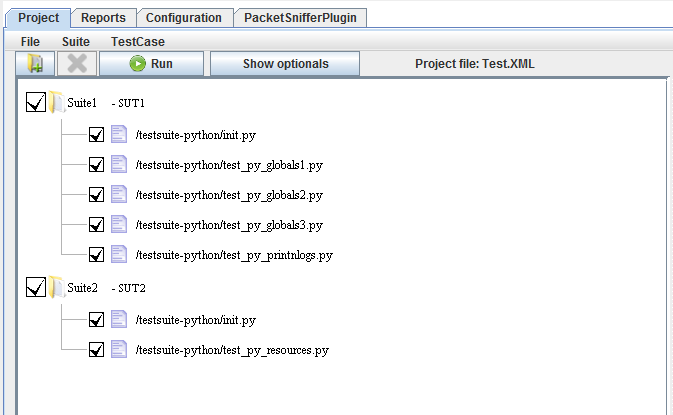 Project Reports Configuration PacketSnifferPlugin
File Suite TestCase
Run Show optionals Project file: Test.XML
Suite1 - SUT1
/testsuite-python/init.py
/testsuite-python/test_py_globals1.py
/testsuite-python/test_py_globals2.py
/testsuite-python/test_py_globals3.py
/testsuite-python/test_py_printnlogs.py
Suite2 - SUT2
/testsuite-python/init.py
/testsuite-python/test_py_resources.py